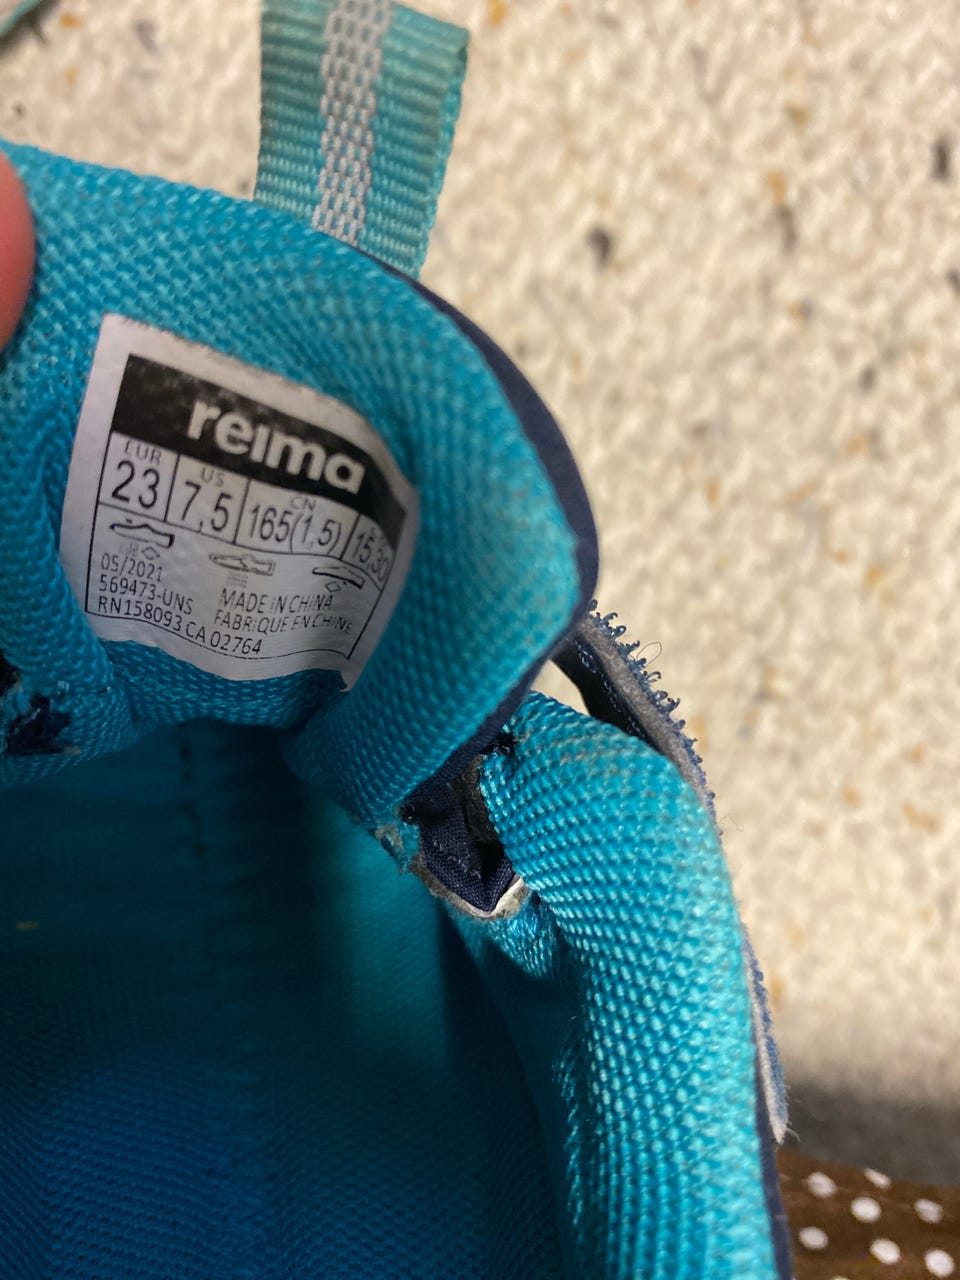 reima
EUR US CN
23 7,5 165(1,5) 15,30
05/2021
569473-UNS
RN158093 CA 02764
MADE IN CHINA
FABRIQUE EN CHINE